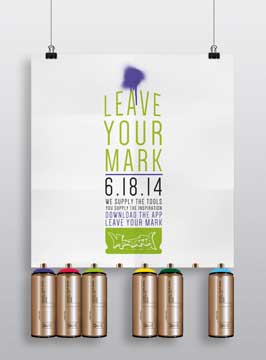 LEAVE
YOUR
MARK
6.18.14
WE SUPPLY THE TOOLS
YOU SUPPLY THE INSPIRATION
DOWNLOAD THE APP
LEAVE YOUR MARK